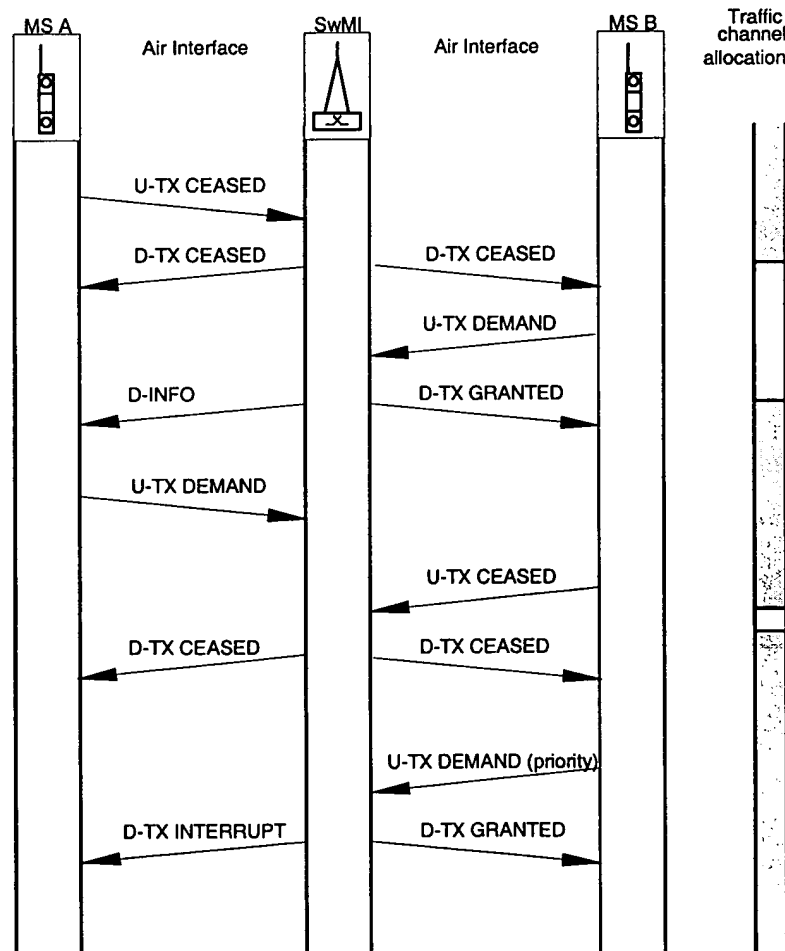 MS A
Air Interface
SwMI
Air Interface
MS B
Traffic
channel
allocation
U-TX CEASED
D-TX CEASED
D-TX CEASED
U-TX DEMAND
D-INFO
D-TX GRANTED
U-TX DEMAND
U-TX CEASED
D-TX CEASED
D-TX CEASED
U-TX DEMAND (priority)
D-TX INTERRUPT
D-TX GRANTED